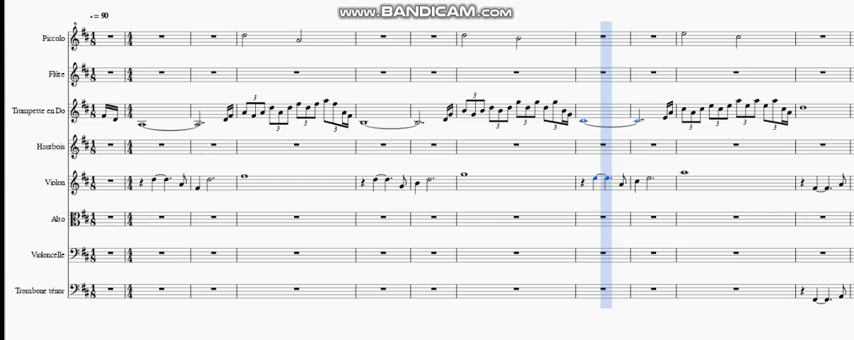 www.BANDICAM.com
= 90
Piccolo
Flûte
Trompette en Do
Hautbois
Violon
Alto
Violoncelle
Trombone ténor